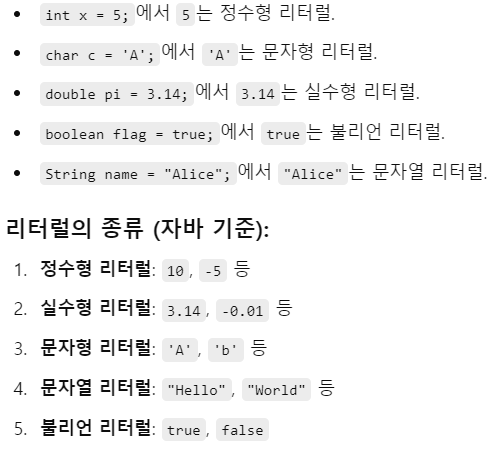 • int x = 5;에서 5는 정수형 리터럴.
• char c = 'A';에서 'A'는 문자형 리터럴.
• double pi = 3.14;에서 3.14는 실수형 리터럴.
• boolean flag = true;에서 true는 불리언 리터럴.
• String name = "Alice";에서 "Alice"는 문자열 리터럴.
리터럴의 종류 (자바 기준):
1. 정수형 리터럴: 10, -5 등
2. 실수형 리터럴: 3.14, -0.01 등
3. 문자형 리터럴: 'A', 'b' 등
4. 문자열 리터럴: "Hello", "World" 등
5. 불리언 리터럴: true, false